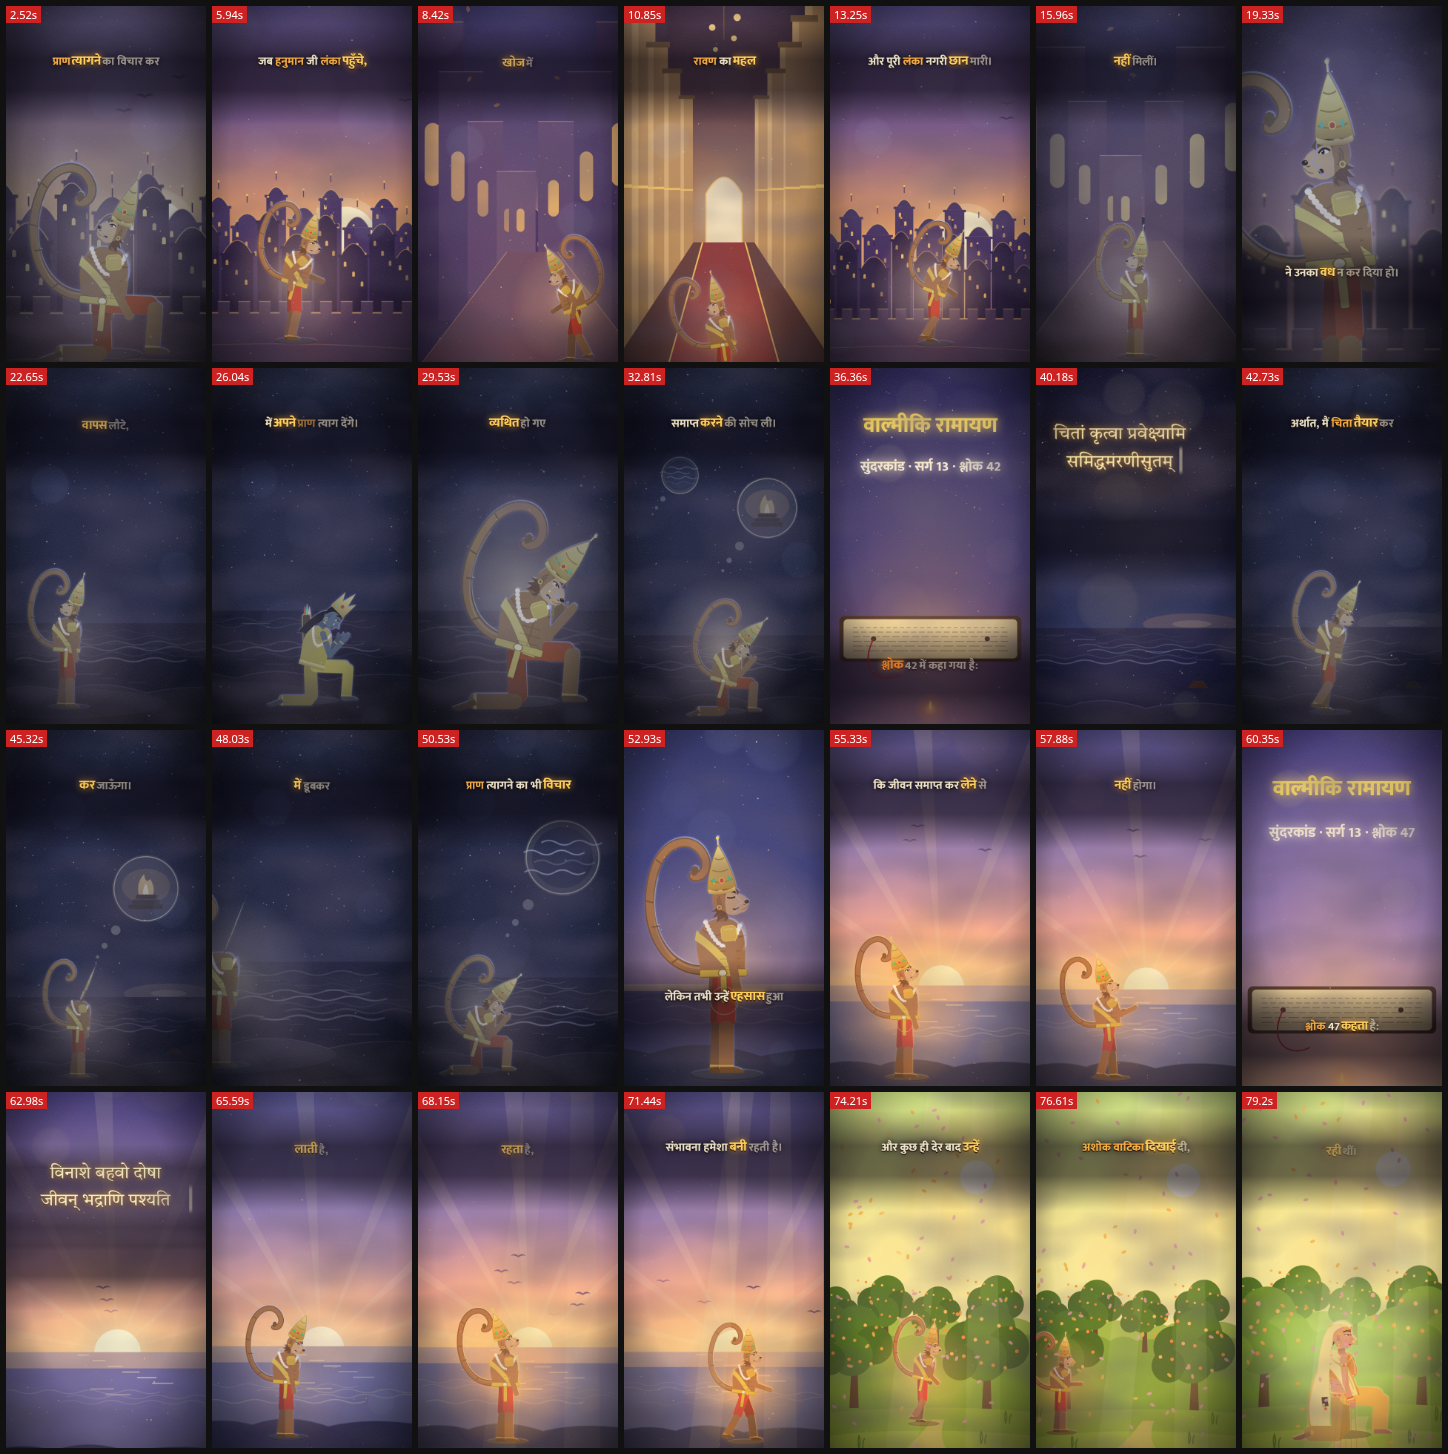 2.52s
प्राण त्यागने का विचार कर
5.94s
जब हनुमान जी लंका पहुँचे,
8.42s
खोज में
10.85s
रावण का महल
13.25s
और पूरी लंका नगरी छान मारी।
15.96s
नहीं मिलीं।
19.33s
ने उनका वध न कर दिया हो।
22.65s
वापस लौटे,
26.04s
में अपने प्राण त्याग देंगे।
29.53s
व्यथित हो गए
32.81s
समाप्त करने की सोच ली।
36.36s
वाल्मीकि रामायण
सुंदरकांड · सर्ग 13 · श्लोक 42
श्लोक 42 में कहा गया है:
40.18s
चितां कृत्वा प्रवेक्ष्यामि
समिद्धमरणीसुतम्
42.73s
अर्थात, मैं चिता तैयार कर
45.32s
कर जाऊँगा।
48.03s
में डूबकर
50.53s
प्राण त्यागने का भी विचार
52.93s
लेकिन तभी उन्हें एहसास हुआ
55.33s
कि जीवन समाप्त कर लेने से
57.88s
नहीं होगा।
60.35s
वाल्मीकि रामायण
सुंदरकांड · सर्ग 13 · श्लोक 47
श्लोक 47 कहता है:
62.98s
विनाशे बहवो दोषा
जीवन् भद्राणि पश्यति
65.59s
लाती है,
68.15s
रहता है,
71.44s
संभावना हमेशा बनी रहती है।
74.21s
और कुछ ही देर बाद उन्हें
76.61s
अशोक वाटिका दिखाई दी,
79.2s
रही थीं।